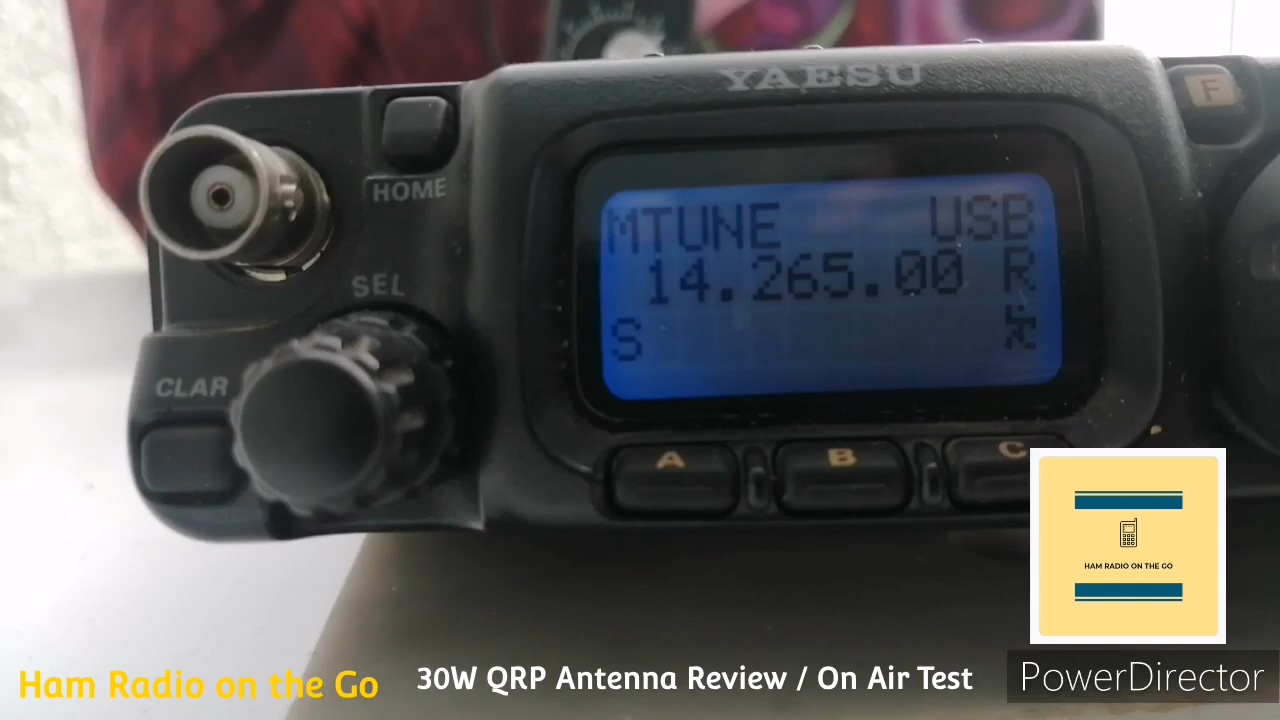 YAESU
F
HOME
MTUNE USB
14.265.00 R
SEL
S
CLAR
A B C
HAM RADIO ON THE GO
Ham Radio on the Go
30W QRP Antenna Review / On Air Test
PowerDirector